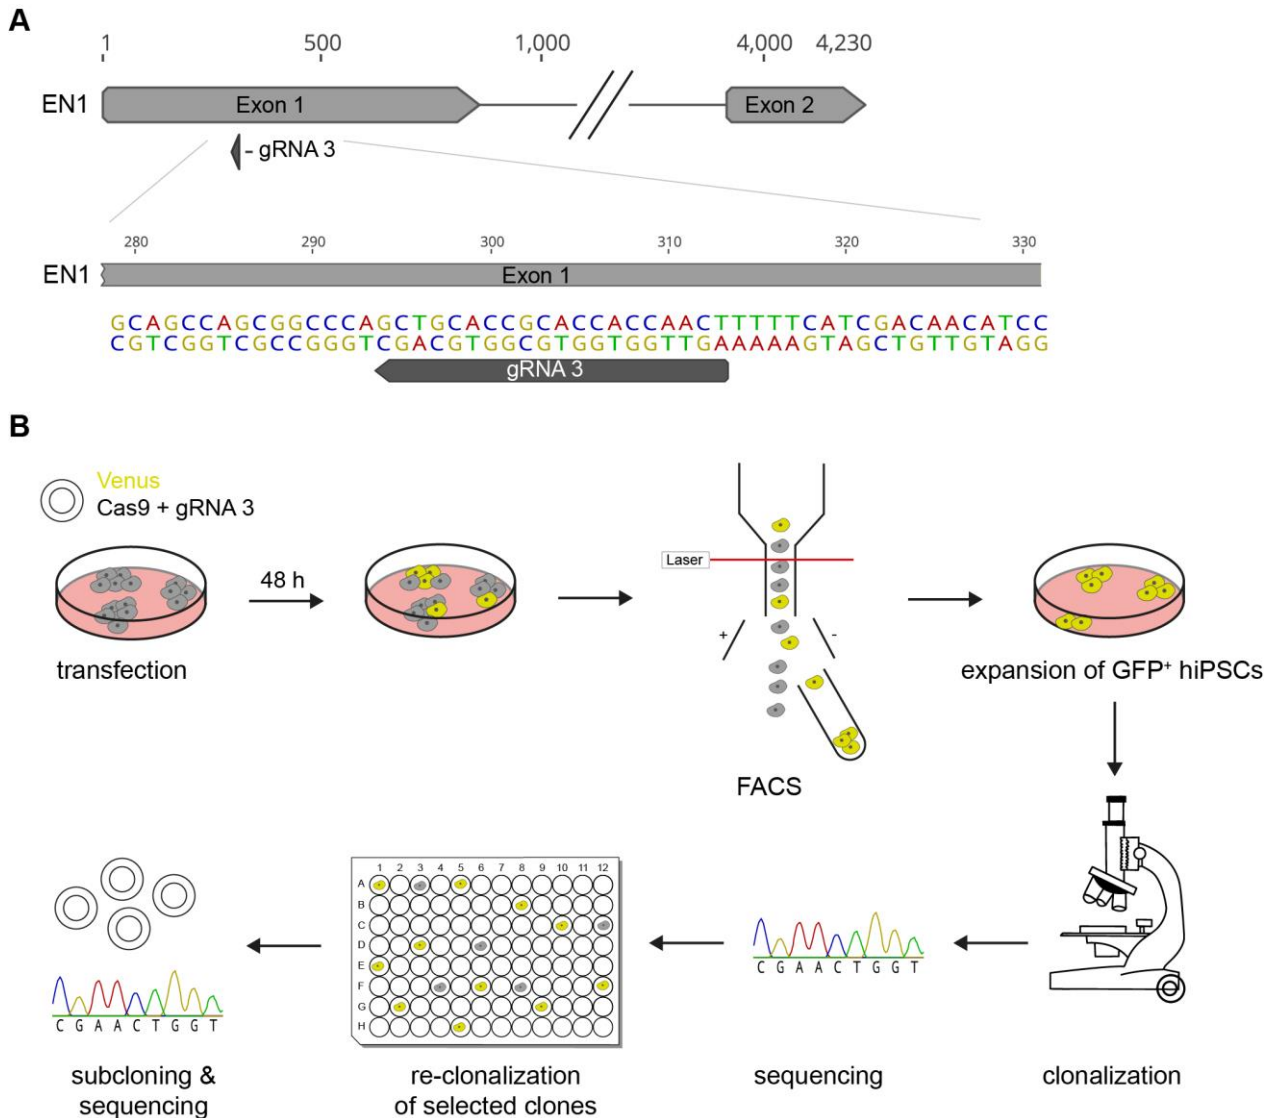 A
1 500 1,000 4,000 4,230
EN1 Exon 1 Exon 2
- gRNA 3
280 290 300 310 320 330
EN1 Exon 1
GCAGCCAGCGGCCCAGCTGCACCGCACCACCAACTTTTTCATCGACAACATCC
CGTCGGTCGCCGGGTCGACGTGGCGTGGTGGTTGAAAAAGTAGCTGTTGTAGG
gRNA 3
B
Venus
Cas9 + gRNA 3
48 h
transfection
Laser
+ -
FACS
expansion of GFP⁺ hiPSCs
clonalization
C G A A C T G G T
sequencing
1 2 3 4 5 6 7 8 9 10 11 12
A
B
C
D
E
F
G
H
re-clonalization
of selected clones
C G A A C T G G T
subcloning &
sequencing